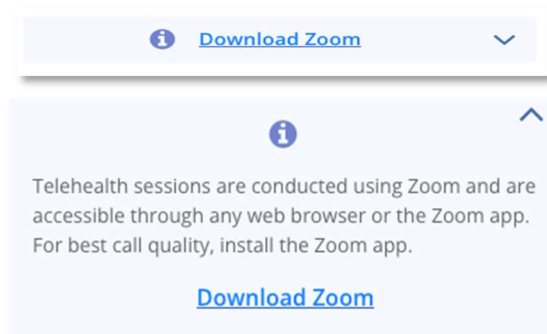 Download Zoom
Telehealth sessions are conducted using Zoom and are
accessible through any web browser or the Zoom app.
For best call quality, install the Zoom app.
Download Zoom